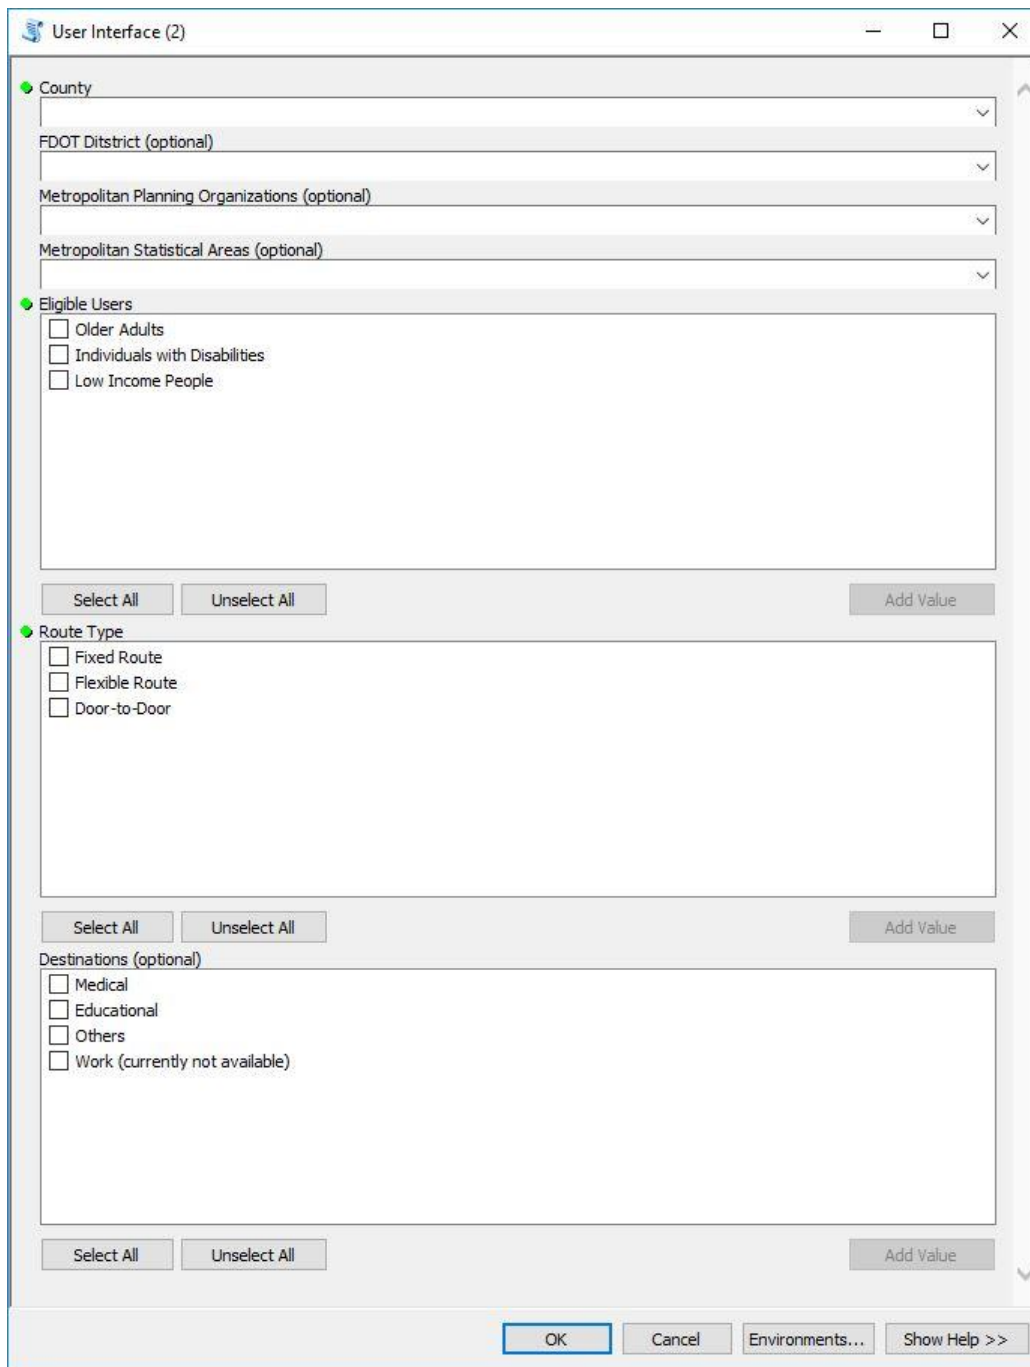 User Interface (2)
County
FDOT Ditstrict (optional)
Metropolitan Planning Organizations (optional)
Metropolitan Statistical Areas (optional)
Eligible Users
Older Adults
Individuals with Disabilities
Low Income People
Select All Unselect All Add Value
Route Type
Fixed Route
Flexible Route
Door-to-Door
Select All Unselect All Add Value
Destinations (optional)
Medical
Educational
Others
Work (currently not available)
Select All Unselect All Add Value
OK Cancel Environments... Show Help >>